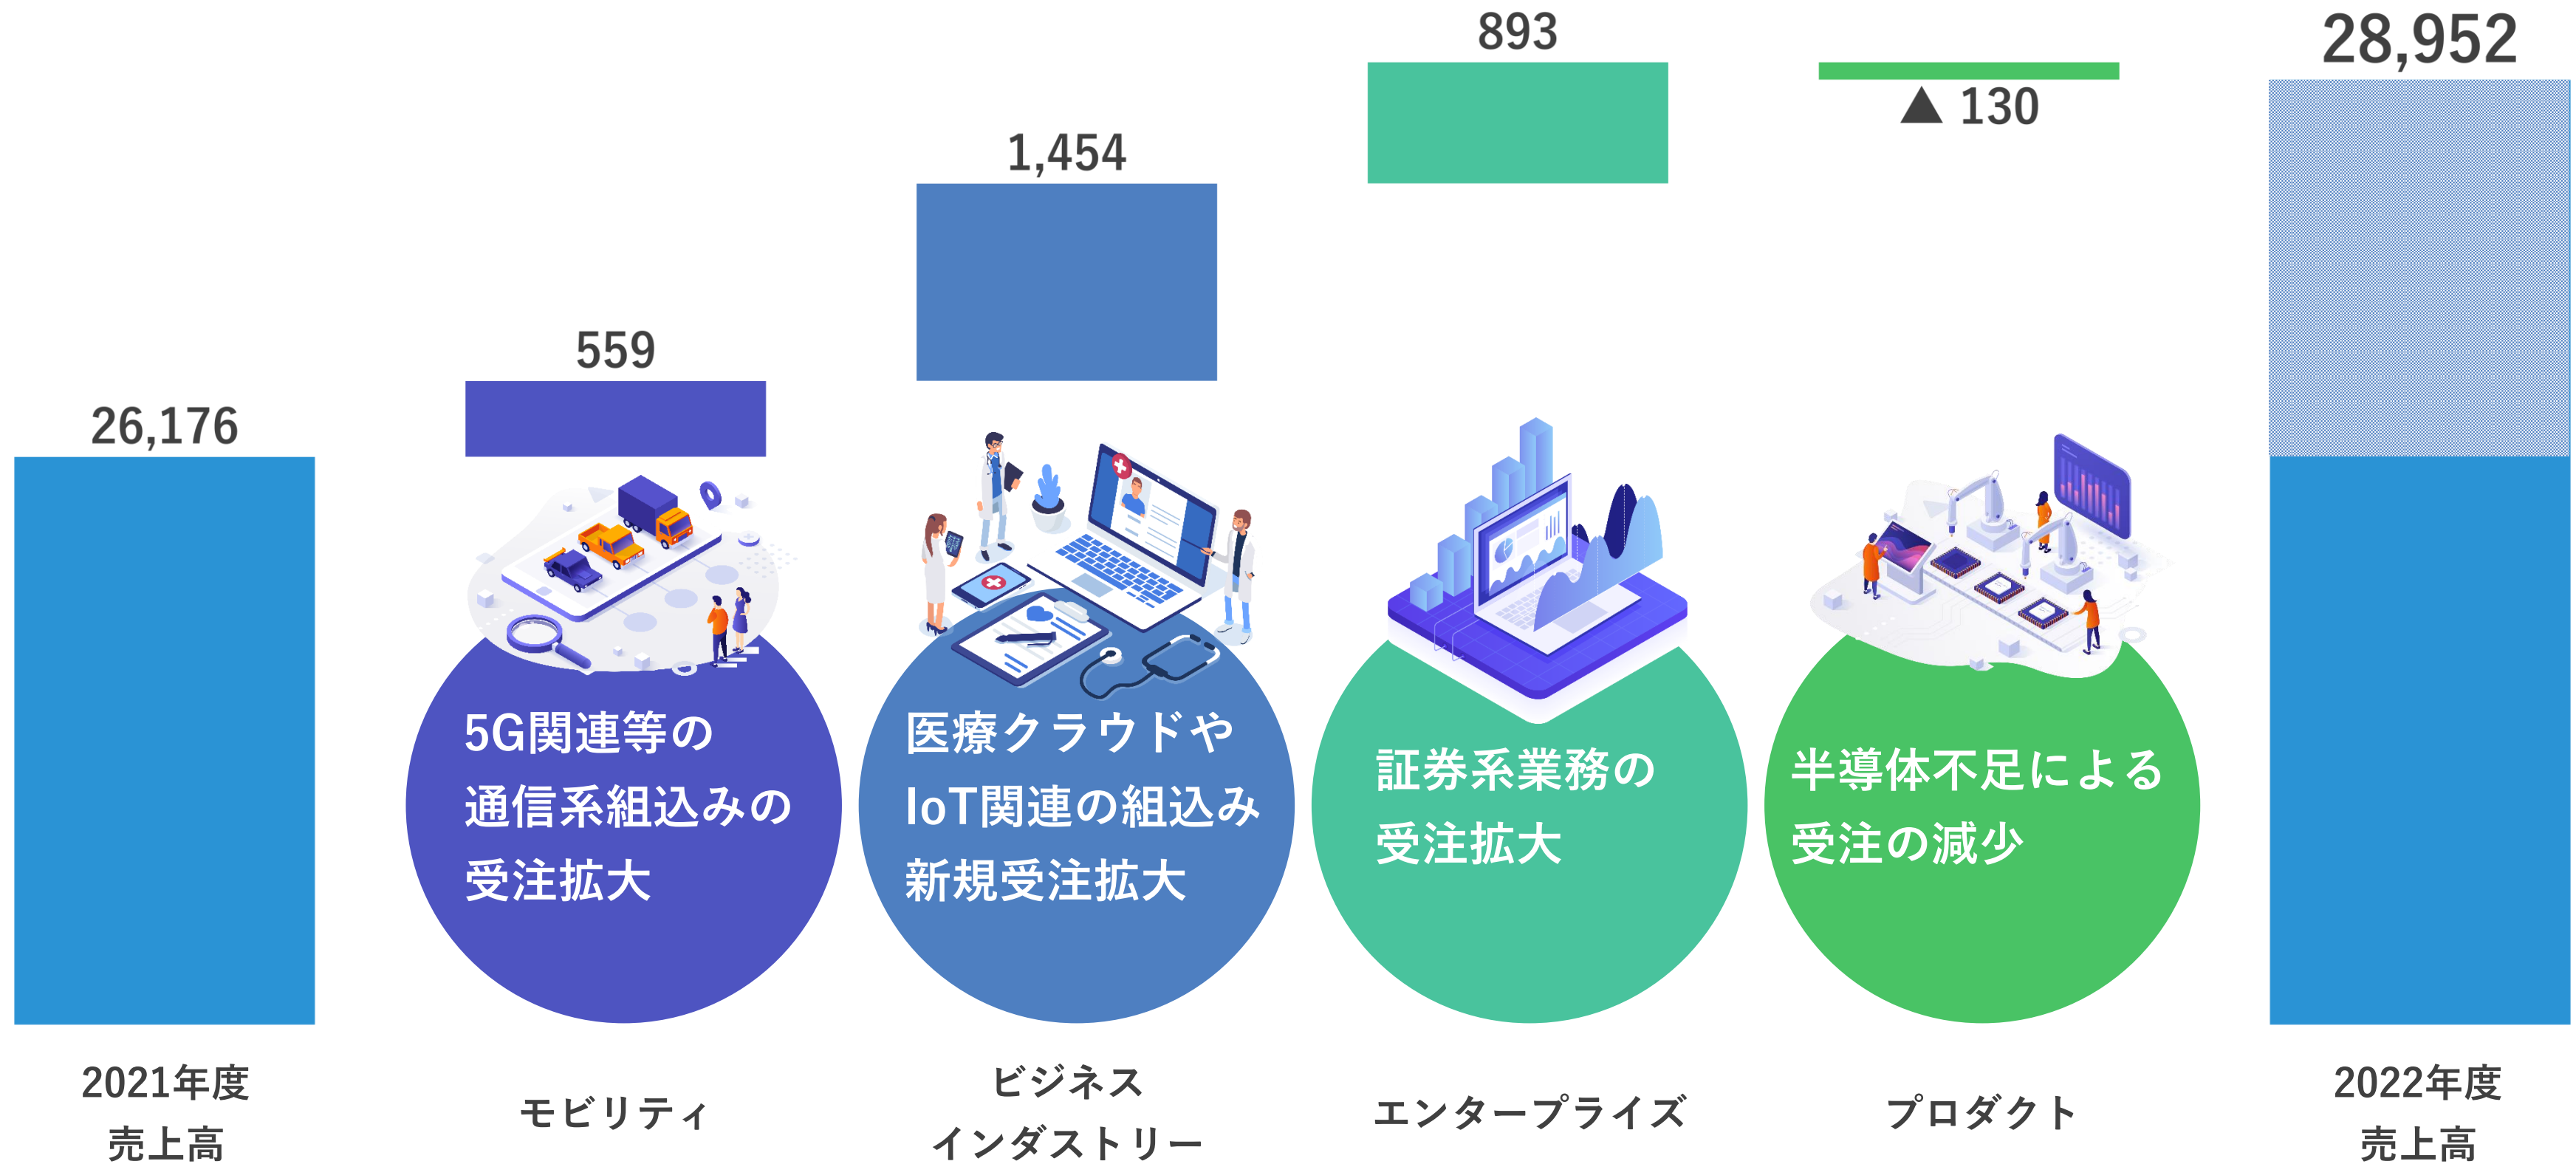 26,176
559
1,454
893
▲ 130
28,952
5G関連等の
通信系組込みの
受注拡大
医療クラウドや
IoT関連の組込み
新規受注拡大
証券系業務の
受注拡大
半導体不足による
受注の減少
2021年度
売上高
モビリティ
ビジネス
インダストリー
エンタープライズ
プロダクト
2022年度
売上高